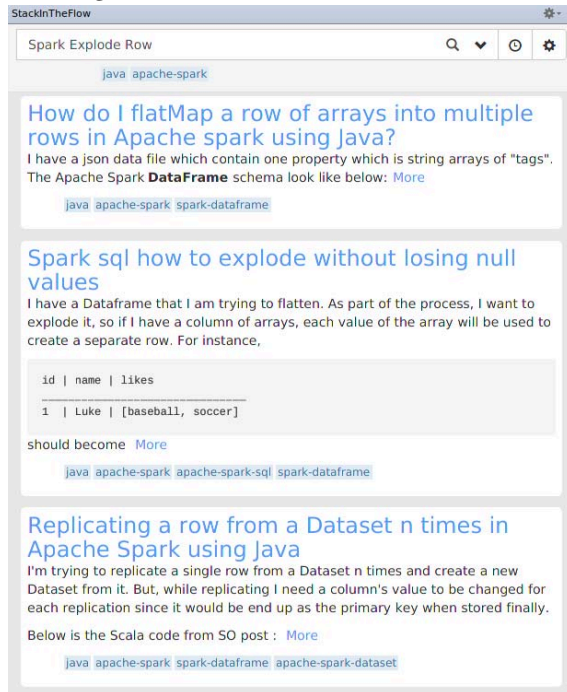 StackInTheFlow
Spark Explode Row
java apache-spark
How do I flatMap a row of arrays into multiple
rows in Apache spark using Java?
I have a json data file which contain one property which is string arrays of "tags".
The Apache Spark DataFrame schema look like below: More
java apache-spark spark-dataframe
Spark sql how to explode without losing null
values
I have a Dataframe that I am trying to flatten. As part of the process, I want to
explode it, so if I have a column of arrays, each value of the array will be used to
create a separate row. For instance,
id | name | likes
_______________________________
1 | Luke | [baseball, soccer]
should become More
java apache-spark apache-spark-sql spark-dataframe
Replicating a row from a Dataset n times in
Apache Spark using Java
I'm trying to replicate a single row from a Dataset n times and create a new
Dataset from it. But, while replicating I need a column's value to be changed for
each replication since it would be end up as the primary key when stored finally.
Below is the Scala code from SO post : More
java apache-spark spark-dataframe apache-spark-dataset